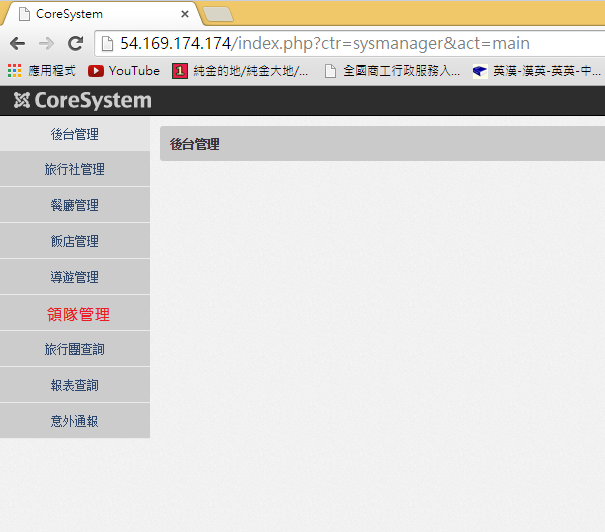 CoreSystem
54.169.174.174/index.php?ctr=sysmanager&act=main
應用程式 YouTube 1 純金的地/純金大地/... 全國商工行政服務入... 英漢-漢英-英英-中...
CoreSystem
後台管理
後台管理
旅行社管理
餐廳管理
飯店管理
導遊管理
領隊管理
旅行團查詢
報表查詢
意外通報